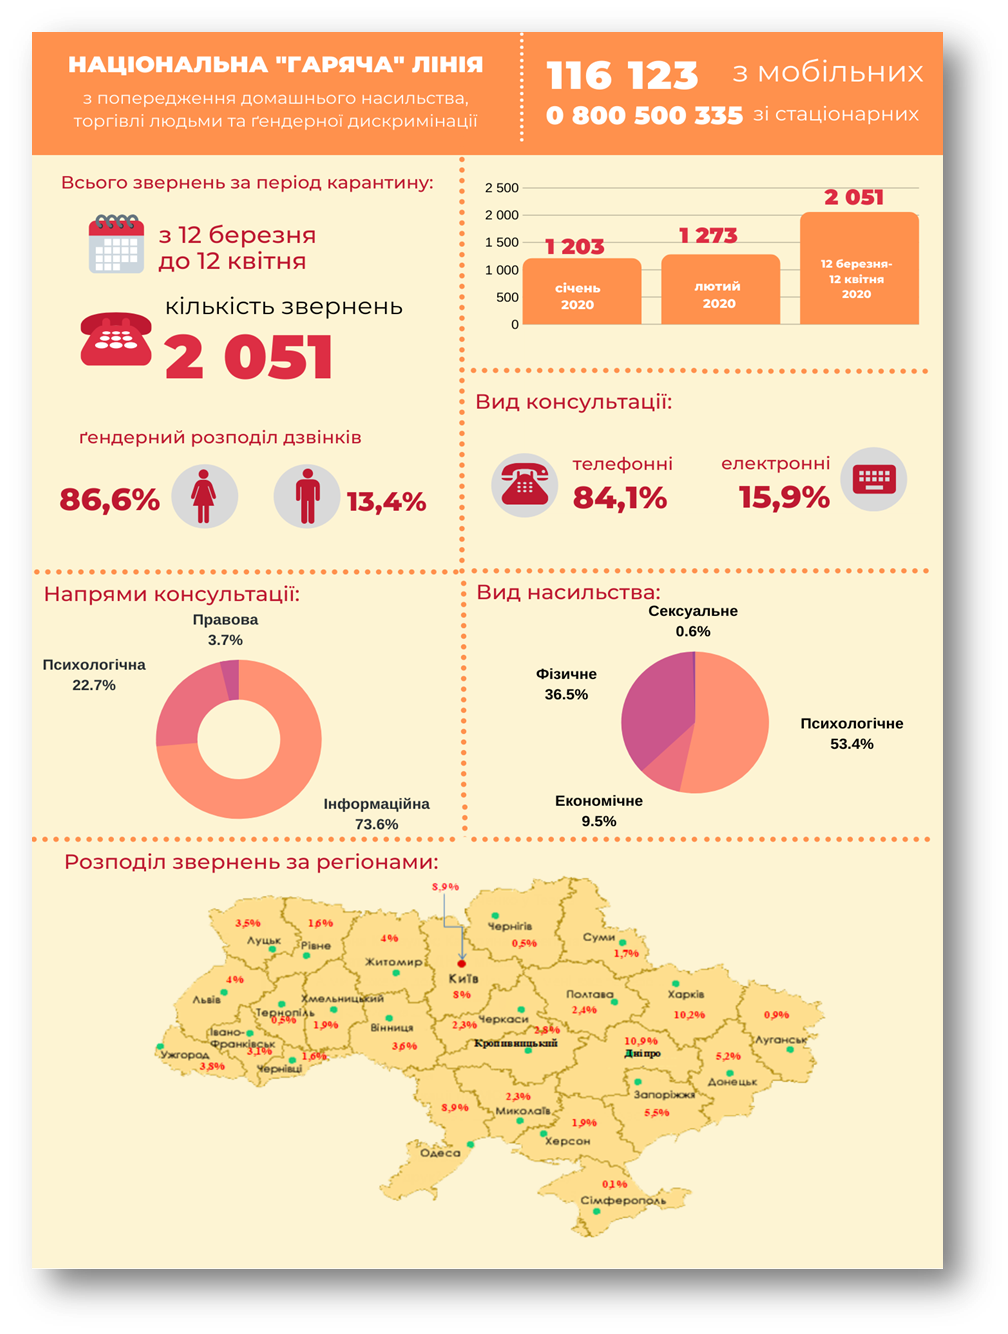 НАЦІОНАЛЬНА "ГАРЯЧА" ЛІНІЯ
з попередження домашнього насильства,
торгівлі людьми та ґендерної дискримінації
116 123 з мобільних
0 800 500 335 зі стаціонарних
Всього звернень за період карантину:
з 12 березня
до 12 квітня
кількість звернень
2 051
ґендерний розподіл дзвінків
86,6%
13,4%
2 500
2 000
1 500
1 000
500
0
1 203
січень
2020
1 273
лютий
2020
2 051
12 березня-
12 квітня
2020
Вид консультації:
телефонні
84,1%
електронні
15,9%
Напрями консультації:
Правова
3.7%
Психологічна
22.7%
Інформаційна
73.6%
Вид насильства:
Сексуальне
0.6%
Фізичне
36.5%
Психологічне
53.4%
Економічне
9.5%
Розподіл звернень за регіонами:
8,9%
3,5%
Луцьк
1,6%
Рівне
4%
Житомир
Київ
8%
Чернігів
0,5%
Суми
1,7%
4%
Львів
Тернопіль
0,5%
Хмельницький
1,9%
Вінниця
3,6%
2,3%
Черкаси
2,8%
Кропивницький
Полтава
2,4%
Харків
10,2%
0,9%
Луганськ
Івано-
Франківськ
3,1%
Ужгород
3,8%
1,6%
Чернівці
10,9%
Дніпро
5,2%
Донецьк
Запоріжжя
5,5%
8,9%
Одеса
2,3%
Миколаїв
1,9%
Херсон
0,1%
Сімферополь